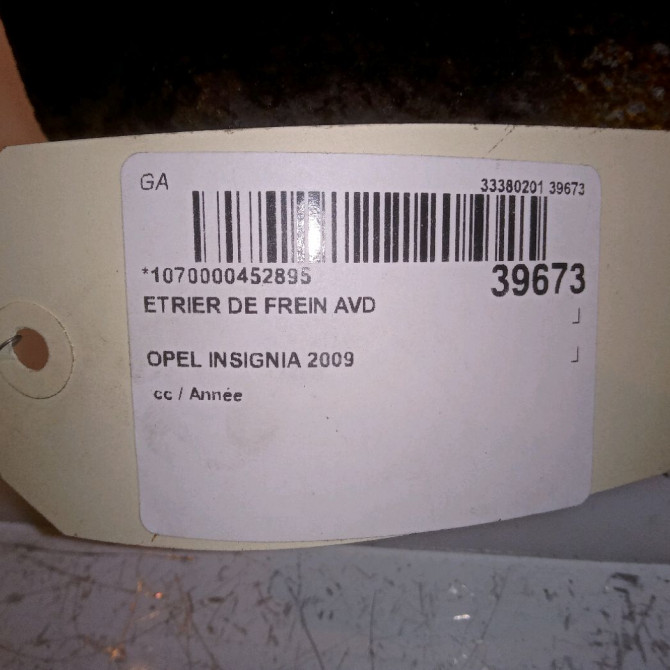 GA 33380201 39673
*1070000452895 39673
ETRIER DE FREIN AVD
OPEL INSIGNIA 2009
cc / Année